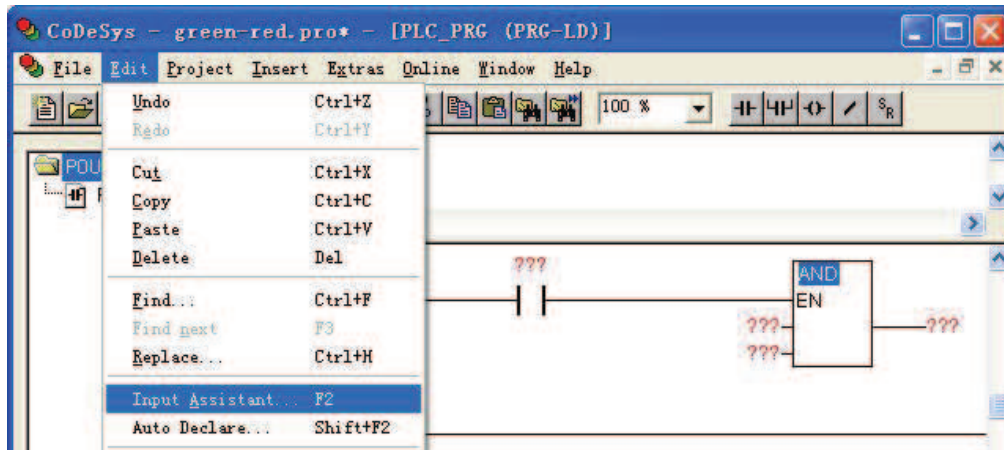 CoDeSys - green-red.pro* - [PLC_PRG (PRG-LD)]
File Edit Project Insert Extras Online Window Help
100 %
S R
POU
Undo Ctrl+Z
Redo Ctrl+Y
Cut Ctrl+X
Copy Ctrl+C
Paste Ctrl+V
Delete Del
Find... Ctrl+F
Find next F3
Replace... Ctrl+H
Input Assistant... F2
Auto Declare... Shift+F2
???
AND
EN
???
???
???